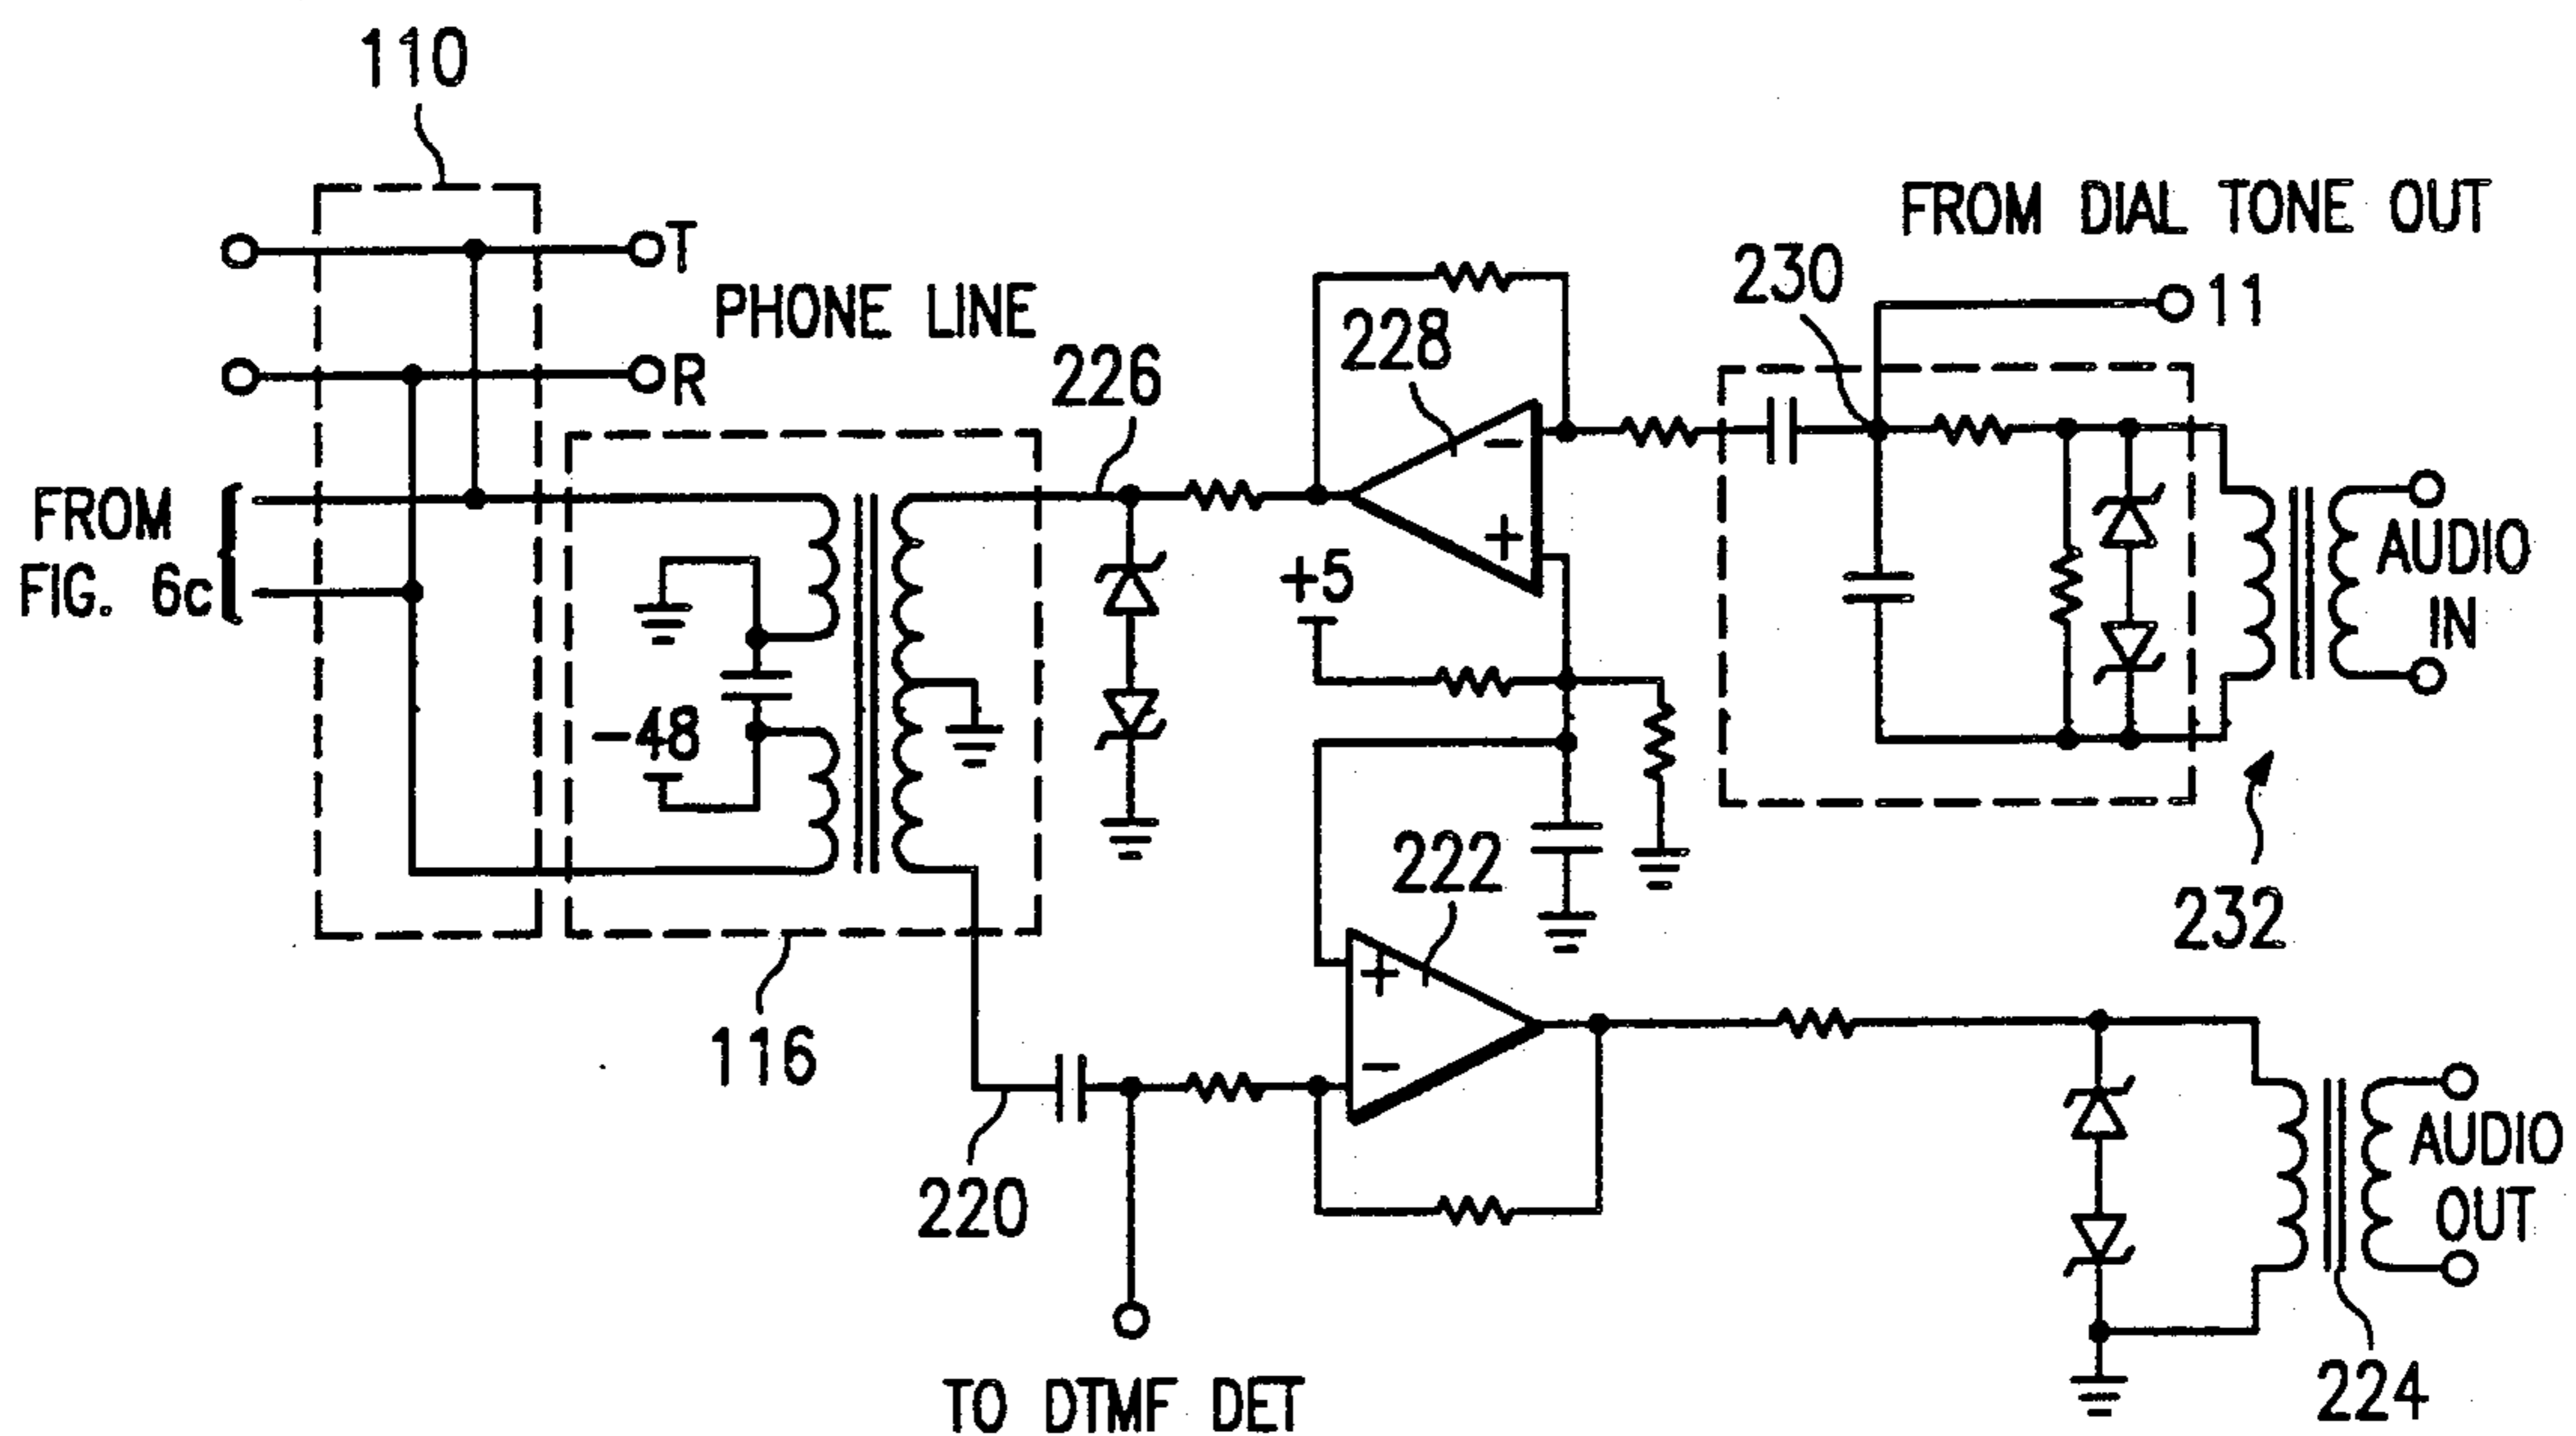 110
FROM DIAL TONE OUT
T
230
11
PHONE LINE
228
R
226
FROM
FIG. 6c
-
AUDIO
IN
+
+5
-48
222
232
+
116
-
AUDIO
OUT
220
TO DTMF DET
224